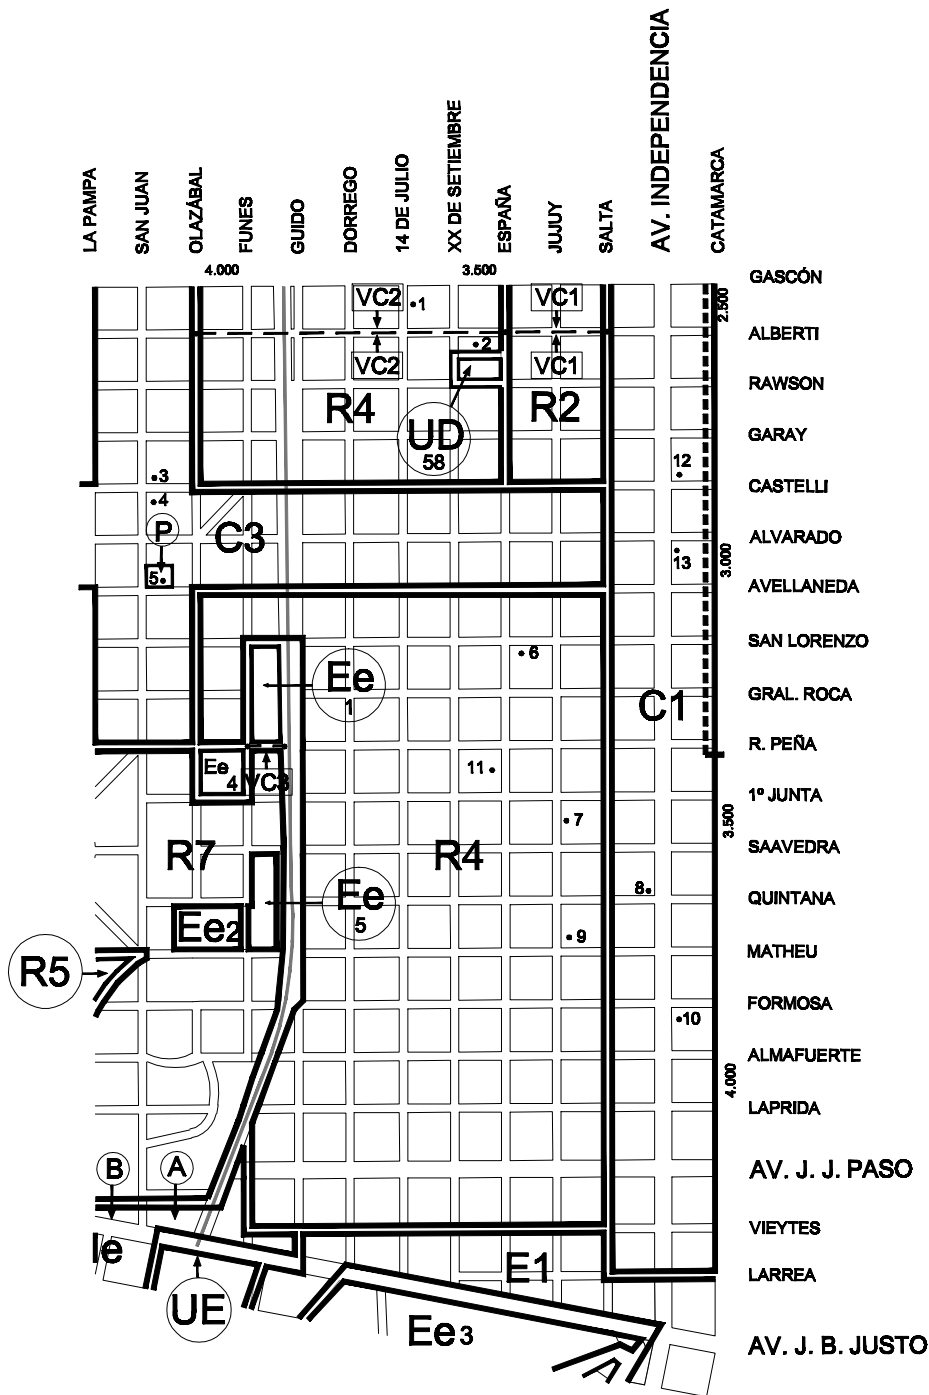 LA PAMPA
SAN JUAN
OLAZÁBAL
FUNES
GUIDO
DORREGO
14 DE JULIO
XX DE SETIEMBRE
ESPAÑA
JUJUY
SALTA
AV. INDEPENDENCIA
CATAMARCA
4.000
3.500
GASCÓN
VC2
1
VC1
2.500
ALBERTI
2
VC2
VC1
RAWSON
R4
R2
UD
58
GARAY
12
3
CASTELLI
4
P
C3
ALVARADO
13
3.000
5
AVELLANEDA
SAN LORENZO
6
Ee
1
GRAL. ROCA
C1
R. PEÑA
Ee
4
VC3
11
1º JUNTA
7
3.500
SAAVEDRA
R7
R4
8
QUINTANA
Ee
5
Ee2
9
MATHEU
R5
FORMOSA
10
ALMAFUERTE
4.000
LAPRIDA
B
A
AV. J. J. PASO
VIEYTES
Ie
E1
LARREA
UE
Ee3
AV. J. B. JUSTO
A